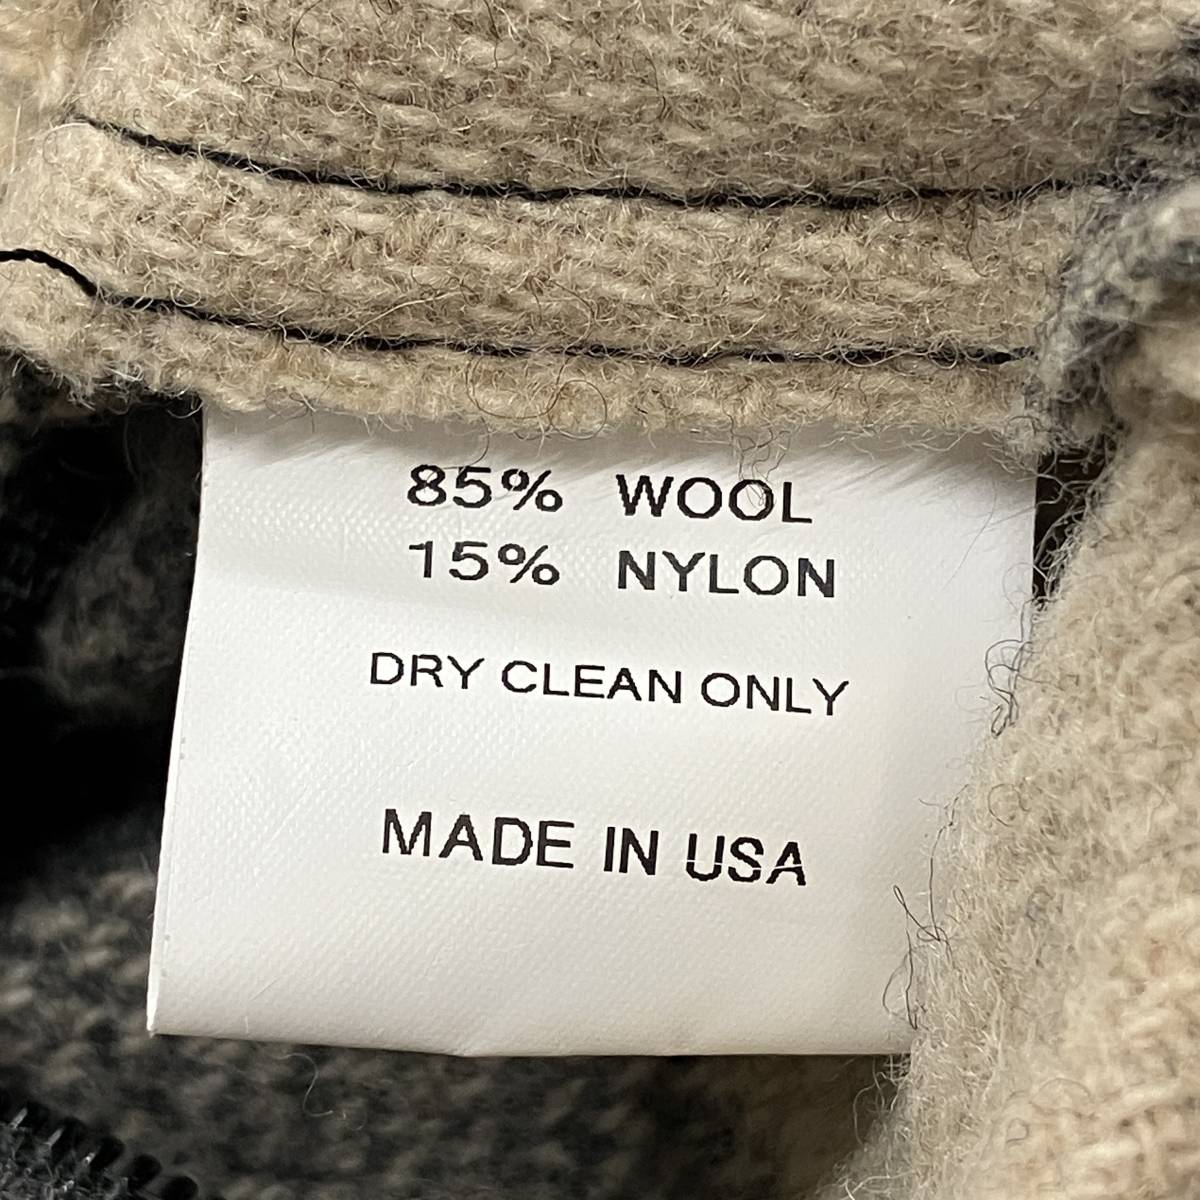 85% WOOL
15% NYLON
DRY CLEAN ONLY
MADE IN USA